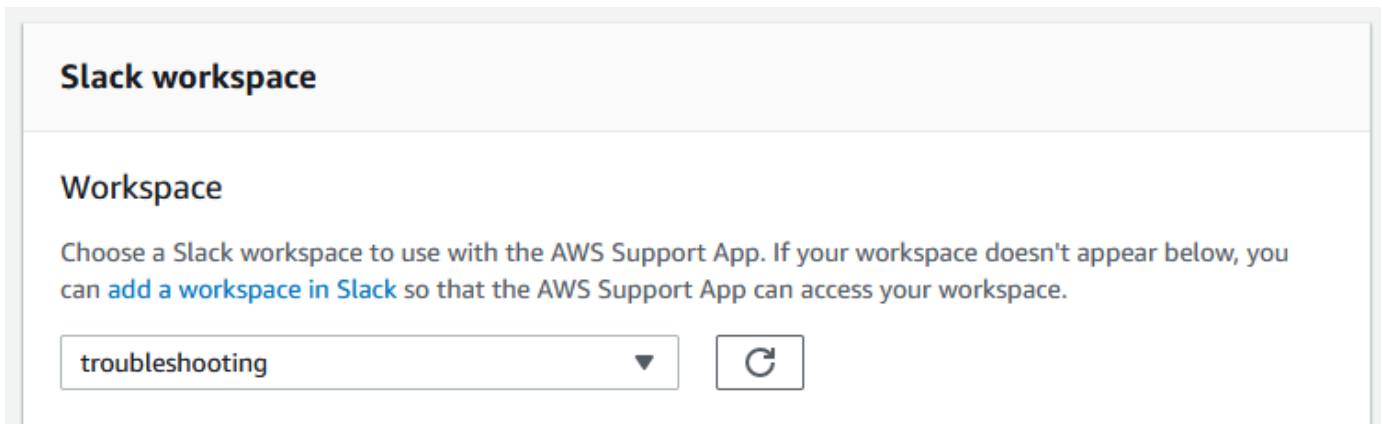 Slack workspace
Workspace
Choose a Slack workspace to use with the AWS Support App. If your workspace doesn't appear below, you
can add a workspace in Slack so that the AWS Support App can access your workspace.
troubleshooting